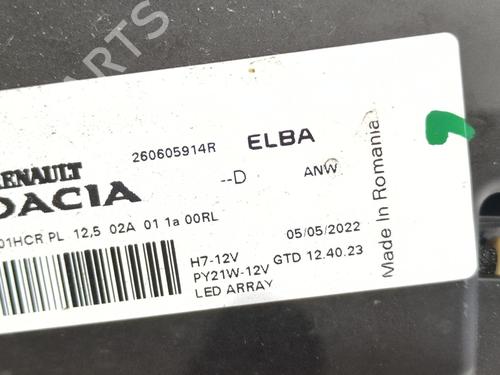 PARTS
260605914R ELBA
RENAULT
DACIA
--D ANW
01HCR PL 12,5 02A 01 1a 00RL
05/05/2022
H7-12V
PY21W-12V GTD 12.40.23
LED ARRAY
Made In Romania